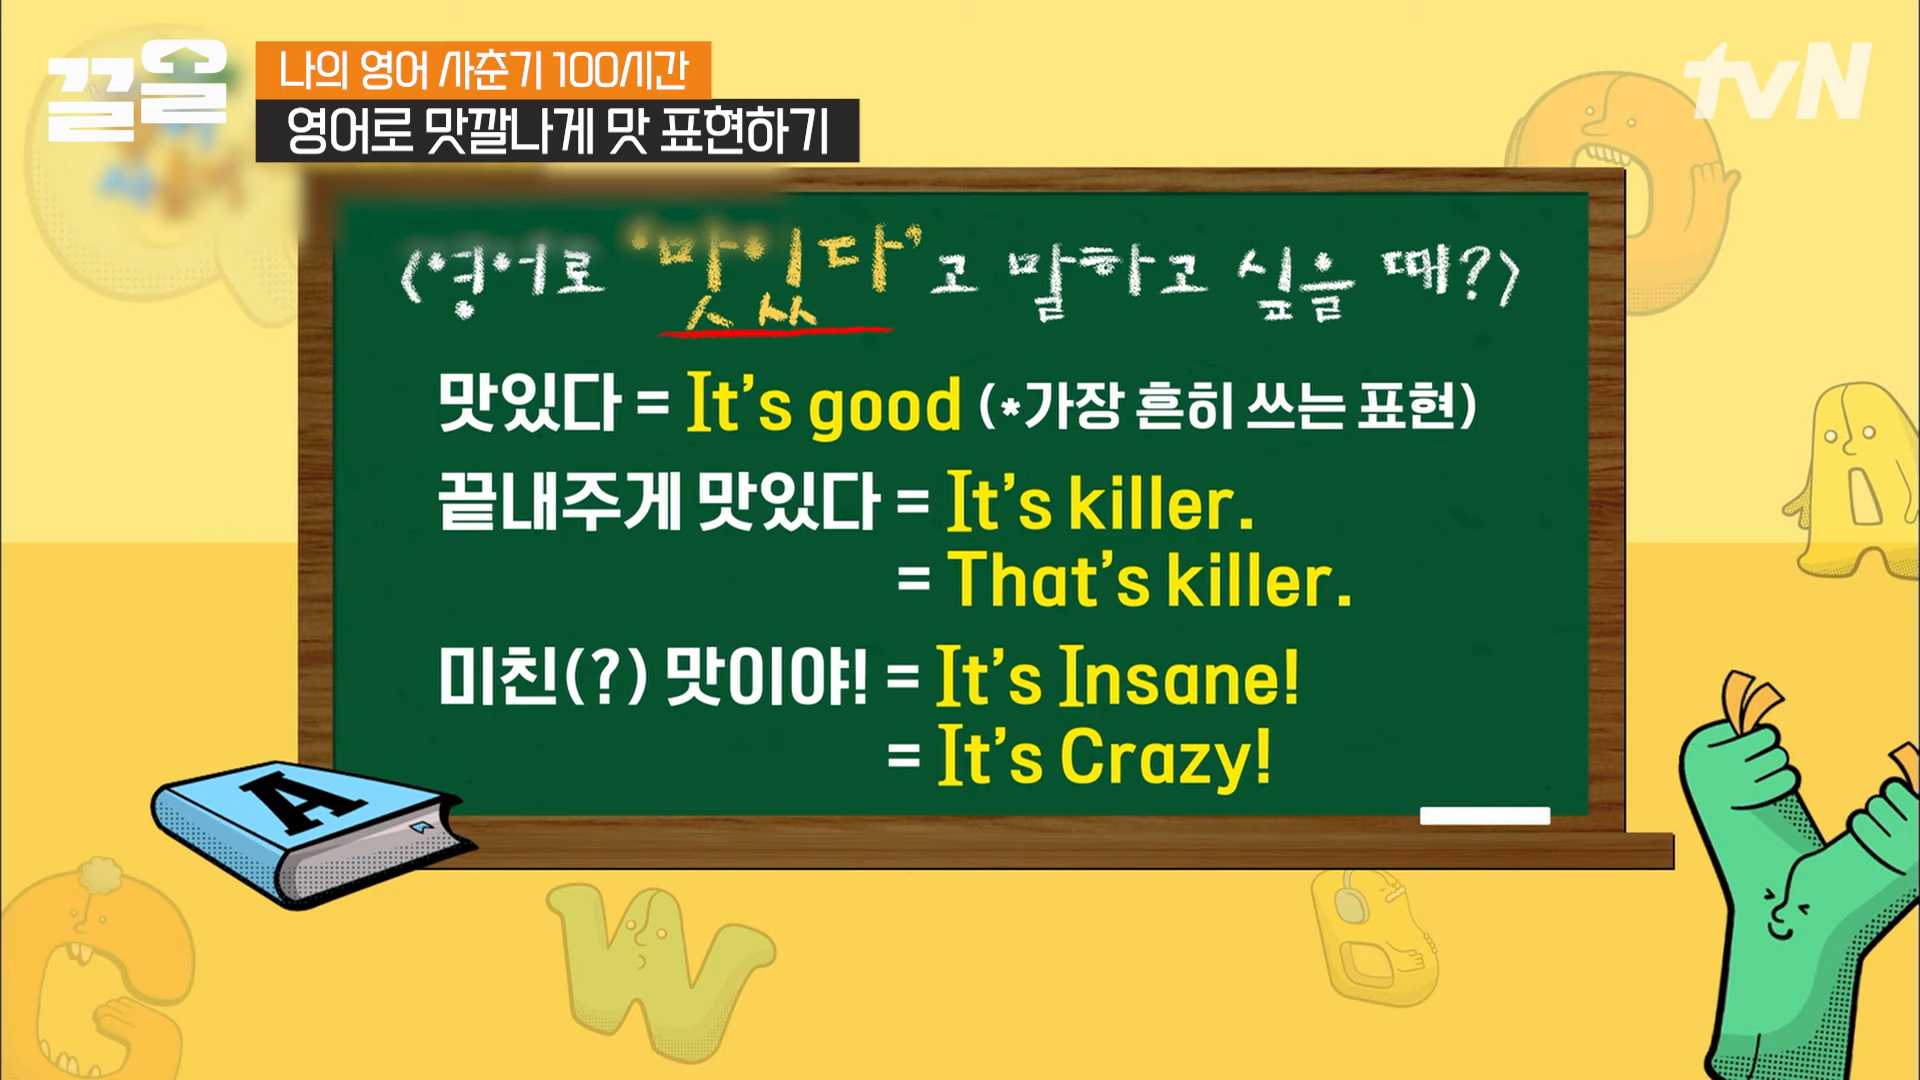 끌올
나의 영어 사춘기 100시간
영어로 맛깔나게 맛 표현하기
tvN
<영어로 '맛있다'고 말하고 싶을 때?>
맛있다 = It's good (*가장 흔히 쓰는 표현)
끝내주게 맛있다 = It's killer.
= That's killer.
미친(?) 맛이야! = It's Insane!
= It's Crazy!
A